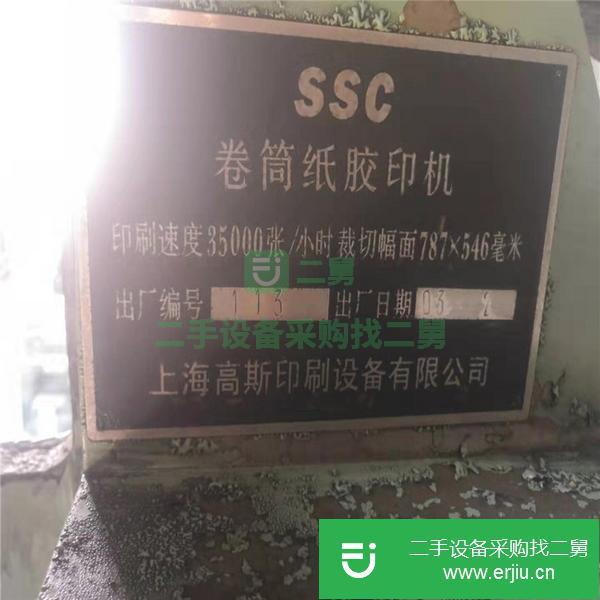 SSC
卷筒纸胶印机
印刷速度35000张/小时 裁切幅面787×546毫米
二舅
出厂编号 113 出厂日期 03 2
二手设备采购找二舅
上海高斯印刷设备有限公司
二手设备采购找二舅
www.erjiu.cn